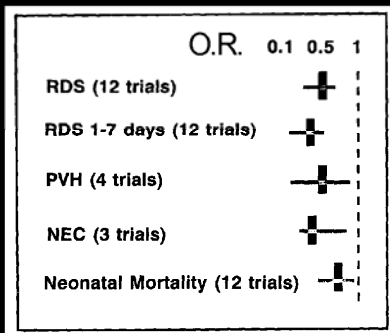 O.R. 0.1 0.5 1
RDS (12 trials)
RDS 1-7 days (12 trials)
PVH (4 trials)
NEC (3 trials)
Neonatal Mortality (12 trials)